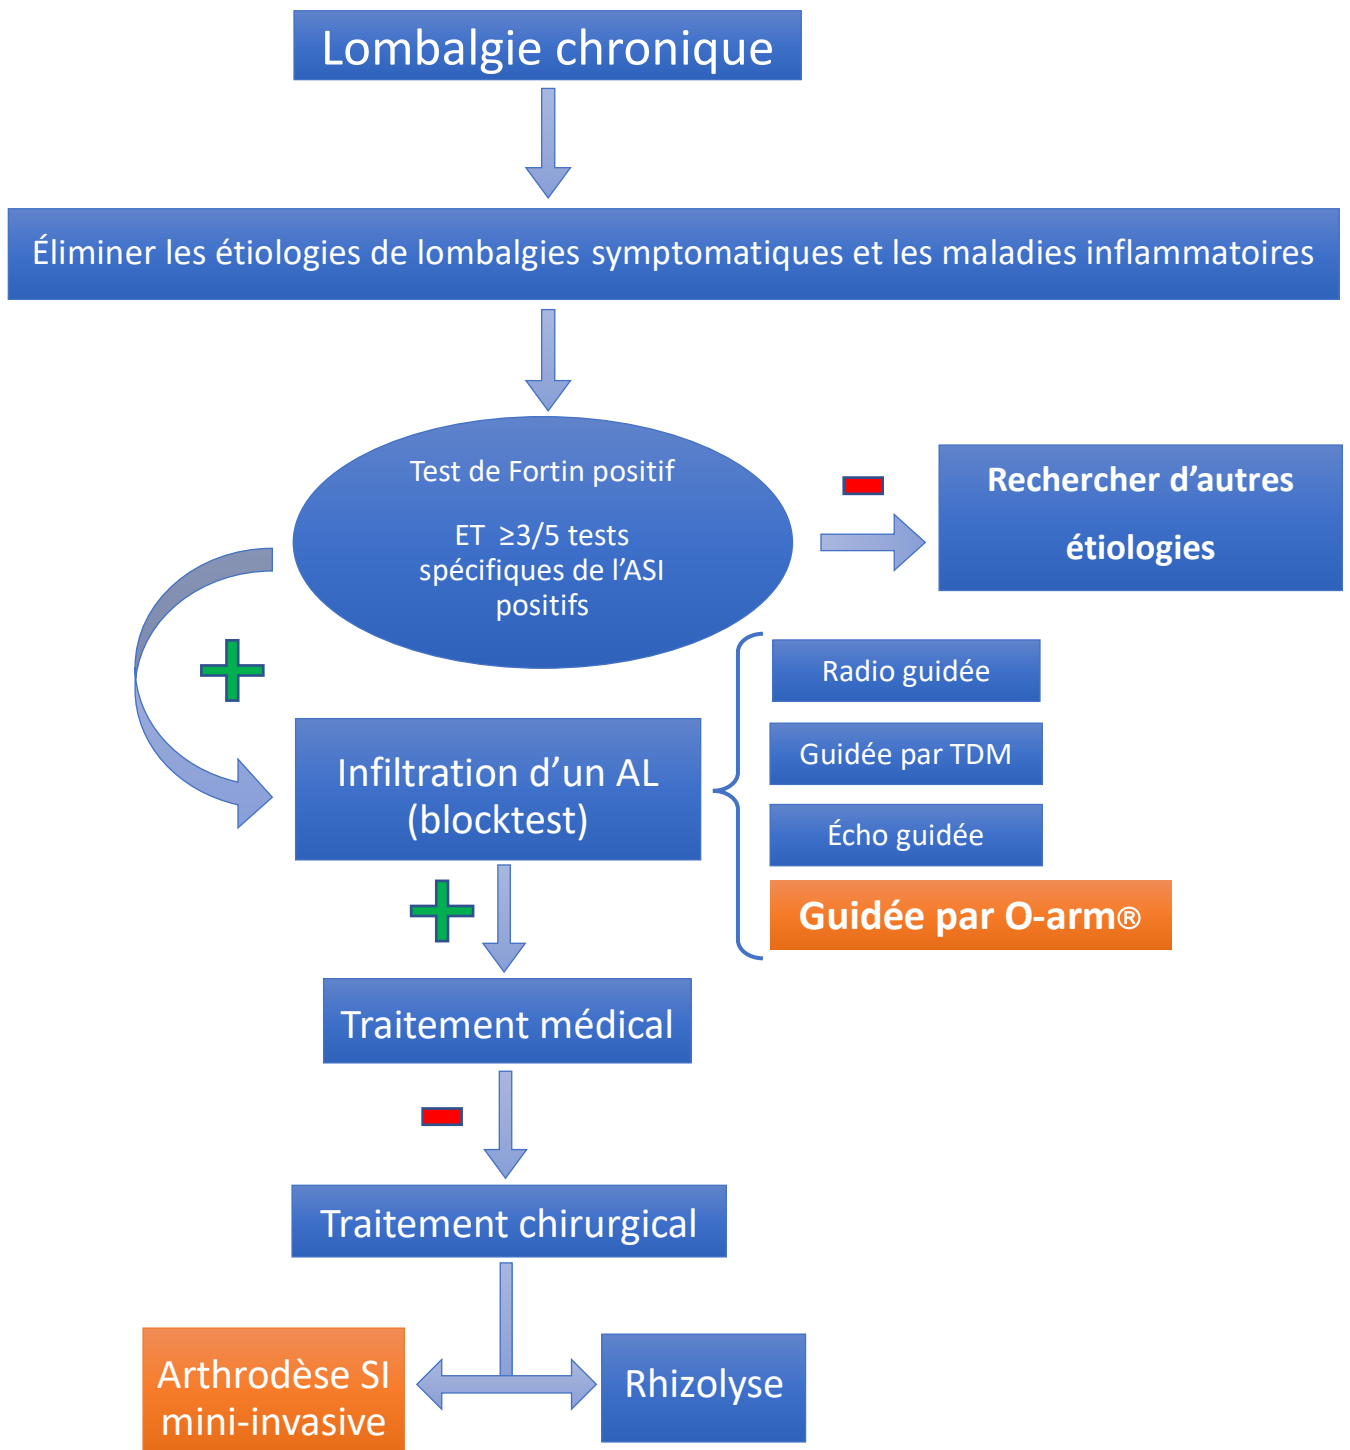 Lombalgie chronique
Éliminer les étiologies de lombalgies symptomatiques et les maladies inflammatoires
Test de Fortin positif
ET ≥3/5 tests
spécifiques de l’ASI
positifs
Rechercher d’autres
étiologies
Radio guidée
Guidée par TDM
Écho guidée
Guidée par O-arm®
Infiltration d’un AL
(blocktest)
Traitement médical
Traitement chirurgical
Arthrodèse SI
mini-invasive
Rhizolyse